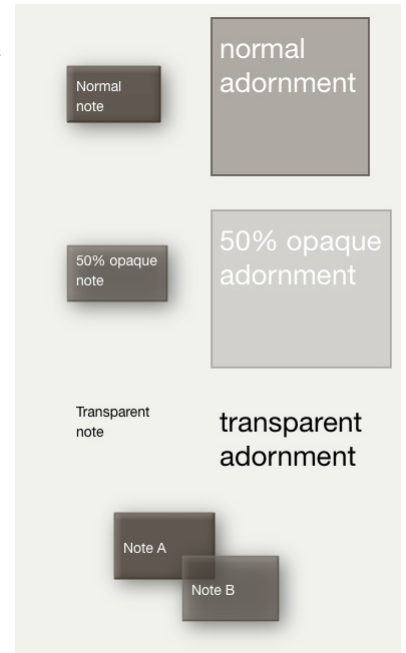 Normal
note
normal
adornment
50% opaque
note
50% opaque
adornment
Transparent
note
transparent
adornment
Note A
Note B